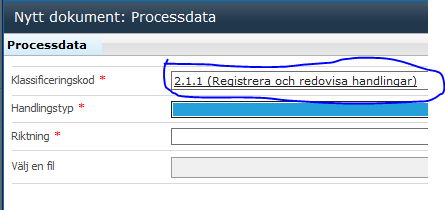 Nytt dokument: Processdata
Processdata
Klassificeringskod * 2.1.1 (Registrera och redovisa handlingar)
Handlingstyp *
Riktning *
Välj en fil